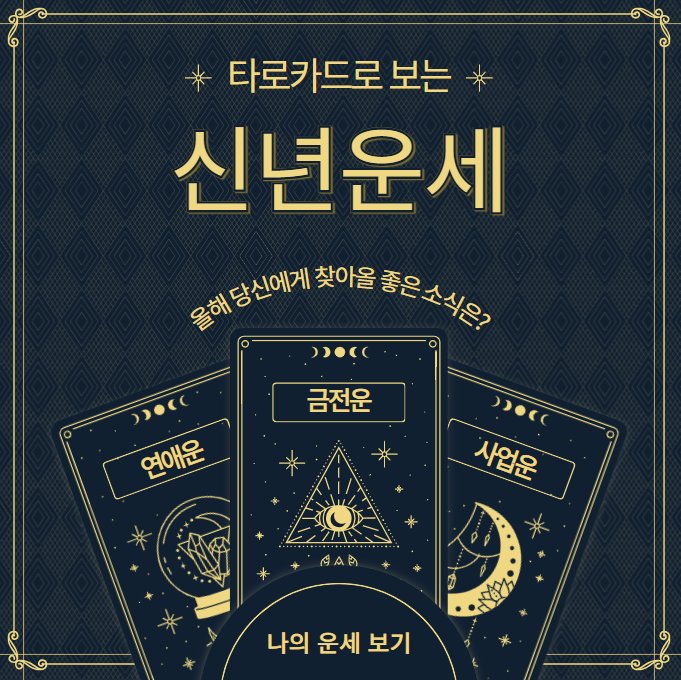 타로카드로 보는
신년운세
올해 당신에게 찾아올 좋은 소식은?
연애운
금전운
사업운
나의 운세 보기